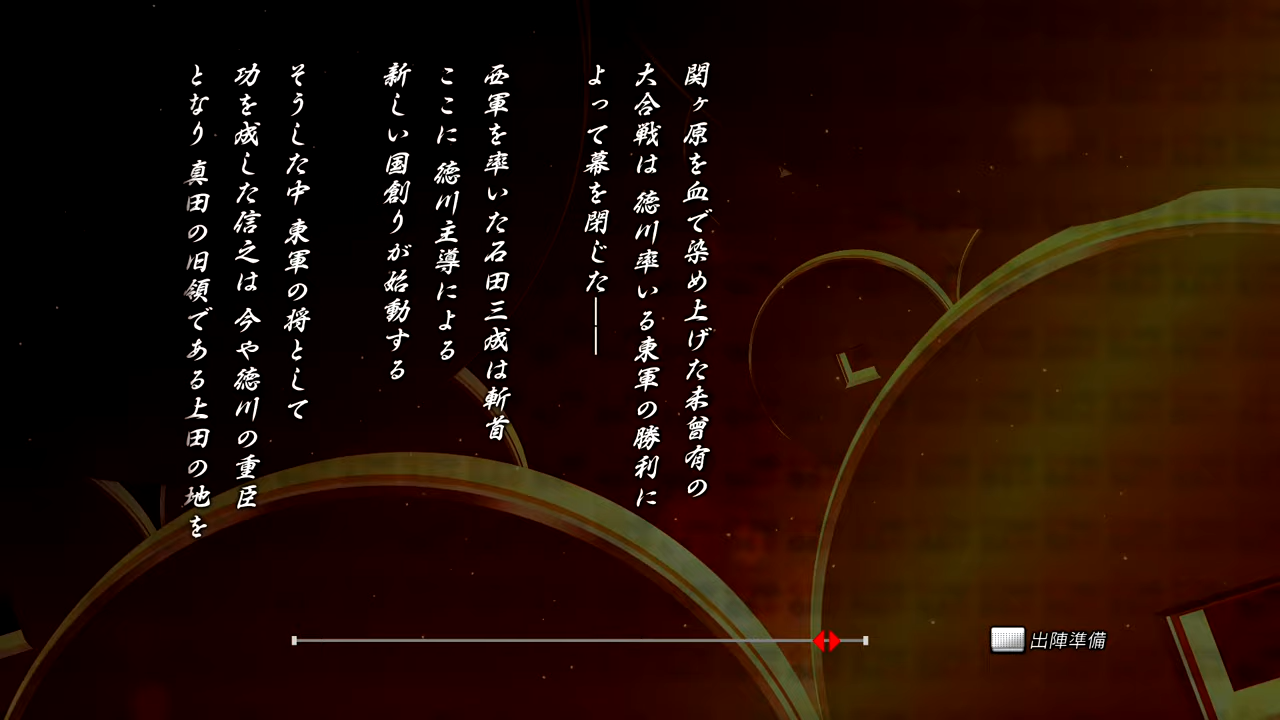 関ヶ原を血で染め上げた未曾有の
大合戦は 徳川率いる東軍の勝利に
よって幕を閉じた――
西軍を率いた石田三成は斬首
ここに 徳川主導による
新しい国創りが始動する
そうした中 東軍の将として
功を成した信之は 今や徳川の重臣
となり 真田の旧領である上田の地を
出陣準備